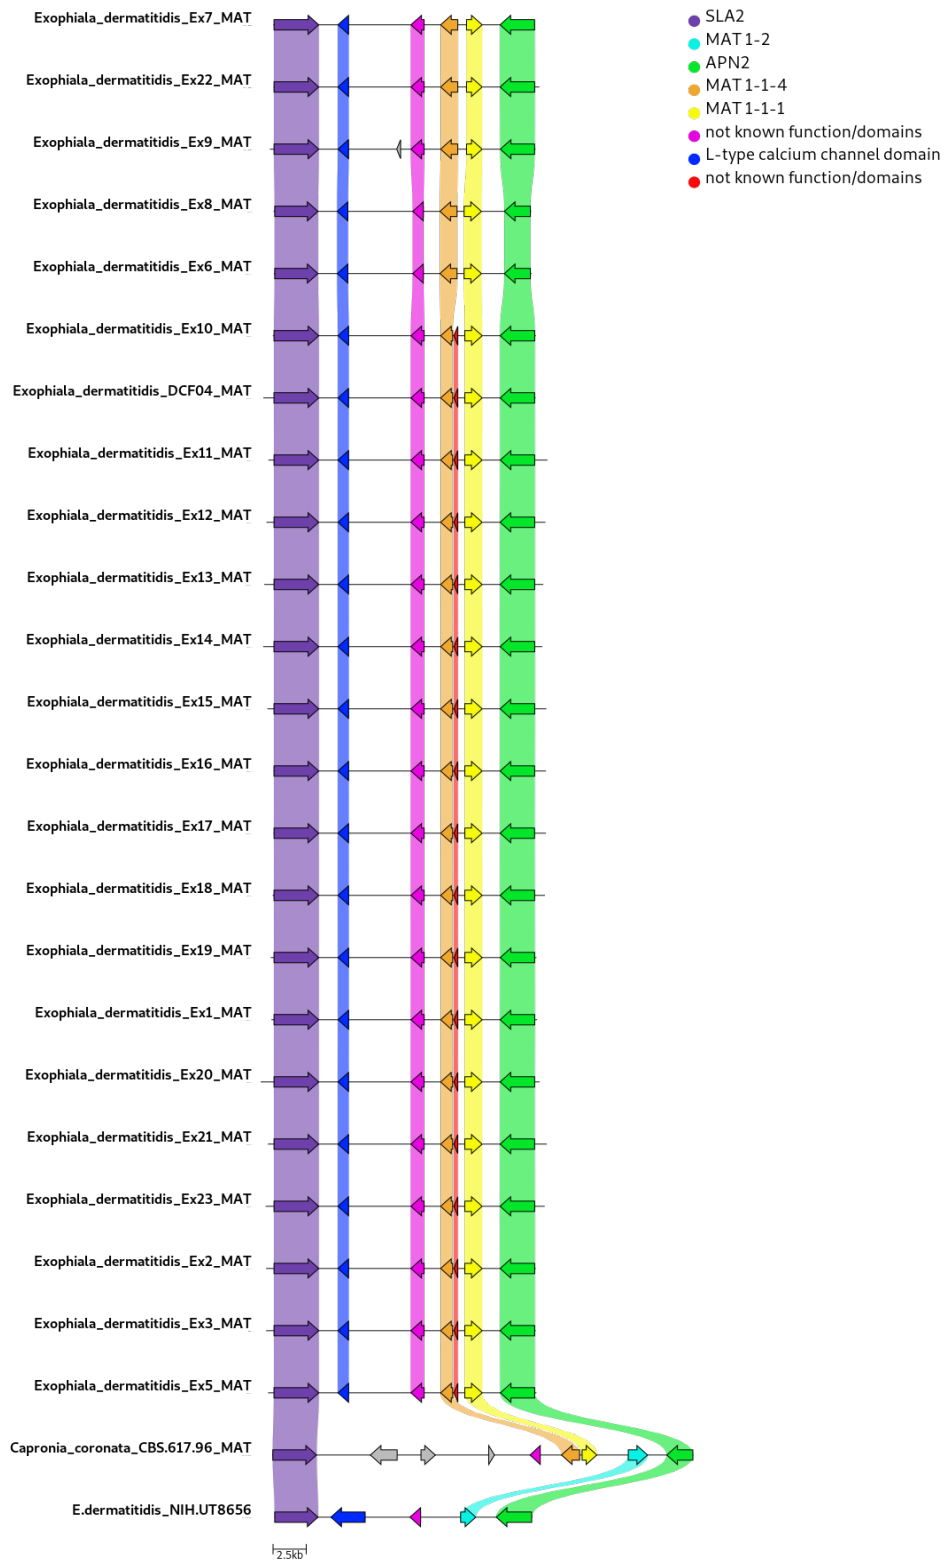 Exophiala_dermatitidis_Ex7_MAT
Exophiala_dermatitidis_Ex22_MAT
Exophiala_dermatitidis_Ex9_MAT
Exophiala_dermatitidis_Ex8_MAT
Exophiala_dermatitidis_Ex6_MAT
Exophiala_dermatitidis_Ex10_MAT
Exophiala_dermatitidis_DCF04_MAT
Exophiala_dermatitidis_Ex11_MAT
Exophiala_dermatitidis_Ex12_MAT
Exophiala_dermatitidis_Ex13_MAT
Exophiala_dermatitidis_Ex14_MAT
Exophiala_dermatitidis_Ex15_MAT
Exophiala_dermatitidis_Ex16_MAT
Exophiala_dermatitidis_Ex17_MAT
Exophiala_dermatitidis_Ex18_MAT
Exophiala_dermatitidis_Ex19_MAT
Exophiala_dermatitidis_Ex1_MAT
Exophiala_dermatitidis_Ex20_MAT
Exophiala_dermatitidis_Ex21_MAT
Exophiala_dermatitidis_Ex23_MAT
Exophiala_dermatitidis_Ex2_MAT
Exophiala_dermatitidis_Ex3_MAT
Exophiala_dermatitidis_Ex5_MAT
Capronia_coronata_CBS.617.96_MAT
E.dermatitidis_NIH.UT8656
2.5kb
SLA2
MAT 1-2
APN2
MAT 1-1-4
MAT 1-1-1
not known function/domains
L-type calcium channel domain
not known function/domains